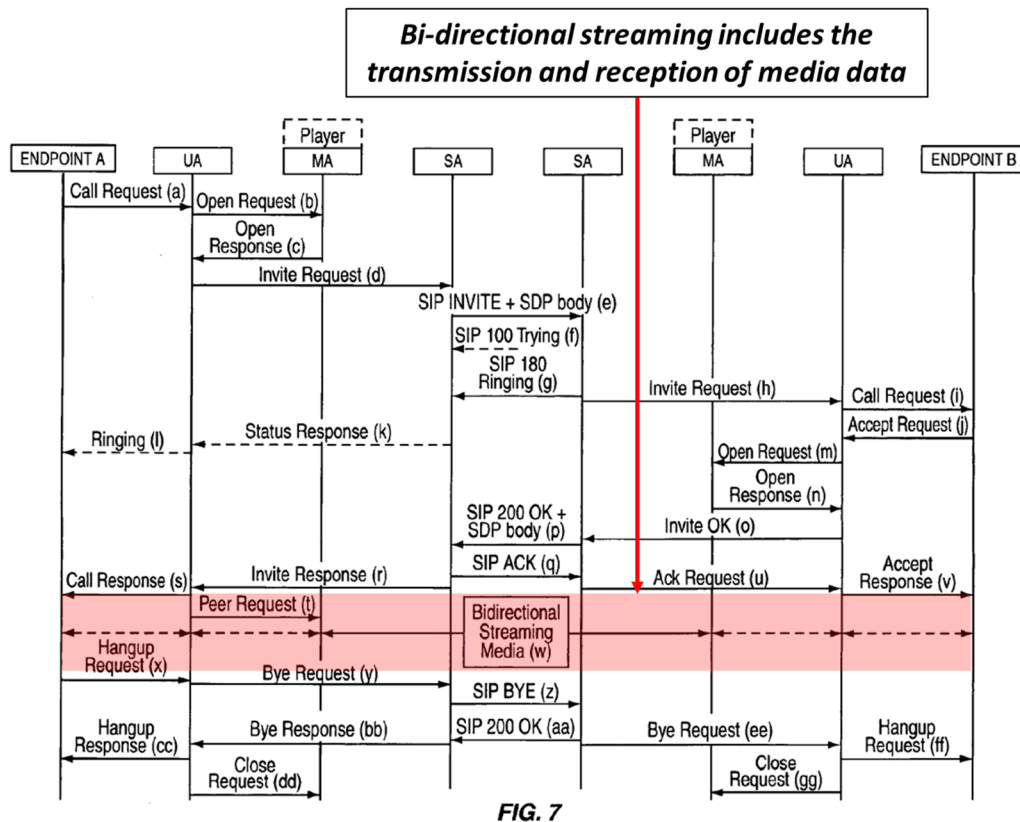 Bi-directional streaming includes the
transmission and reception of media data
Player
Player
ENDPOINT A
UA
MA
SA
SA
MA
UA
ENDPOINT B
Call Request (a)
Open Request (b)
Open
Response (c)
Invite Request (d)
SIP INVITE + SDP body (e)
SIP 100 Trying (f)
SIP 180
Ringing (g)
Invite Request (h)
Call Request (i)
Accept Request (j)
Status Response (k)
Ringing (l)
Open Request (m)
Open
Response (n)
SIP 200 OK +
SDP body (p)
Invite OK (o)
SIP ACK (q)
Invite Response (r)
Call Response (s)
Ack Request (u)
Accept
Response (v)
Peer Request (t)
Bidirectional
Streaming
Media (w)
Hangup
Request (x)
Bye Request (y)
SIP BYE (z)
SIP 200 OK (aa)
Bye Response (bb)
Hangup
Response (cc)
Bye Request (ee)
Hangup
Request (ff)
Close
Request (dd)
Close
Request (gg)
FIG. 7